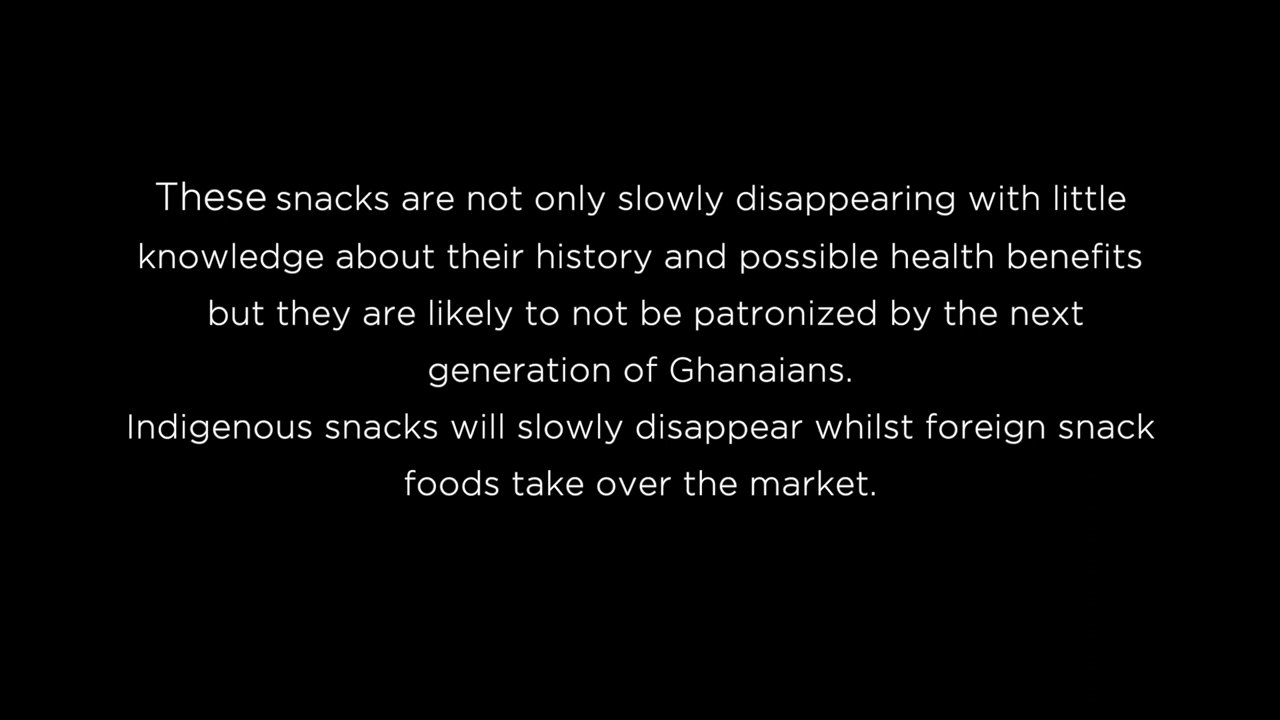 These snacks are not only slowly disappearing with little
knowledge about their history and possible health benefits
but they are likely to not be patronized by the next
generation of Ghanaians.
Indigenous snacks will slowly disappear whilst foreign snack
foods take over the market.